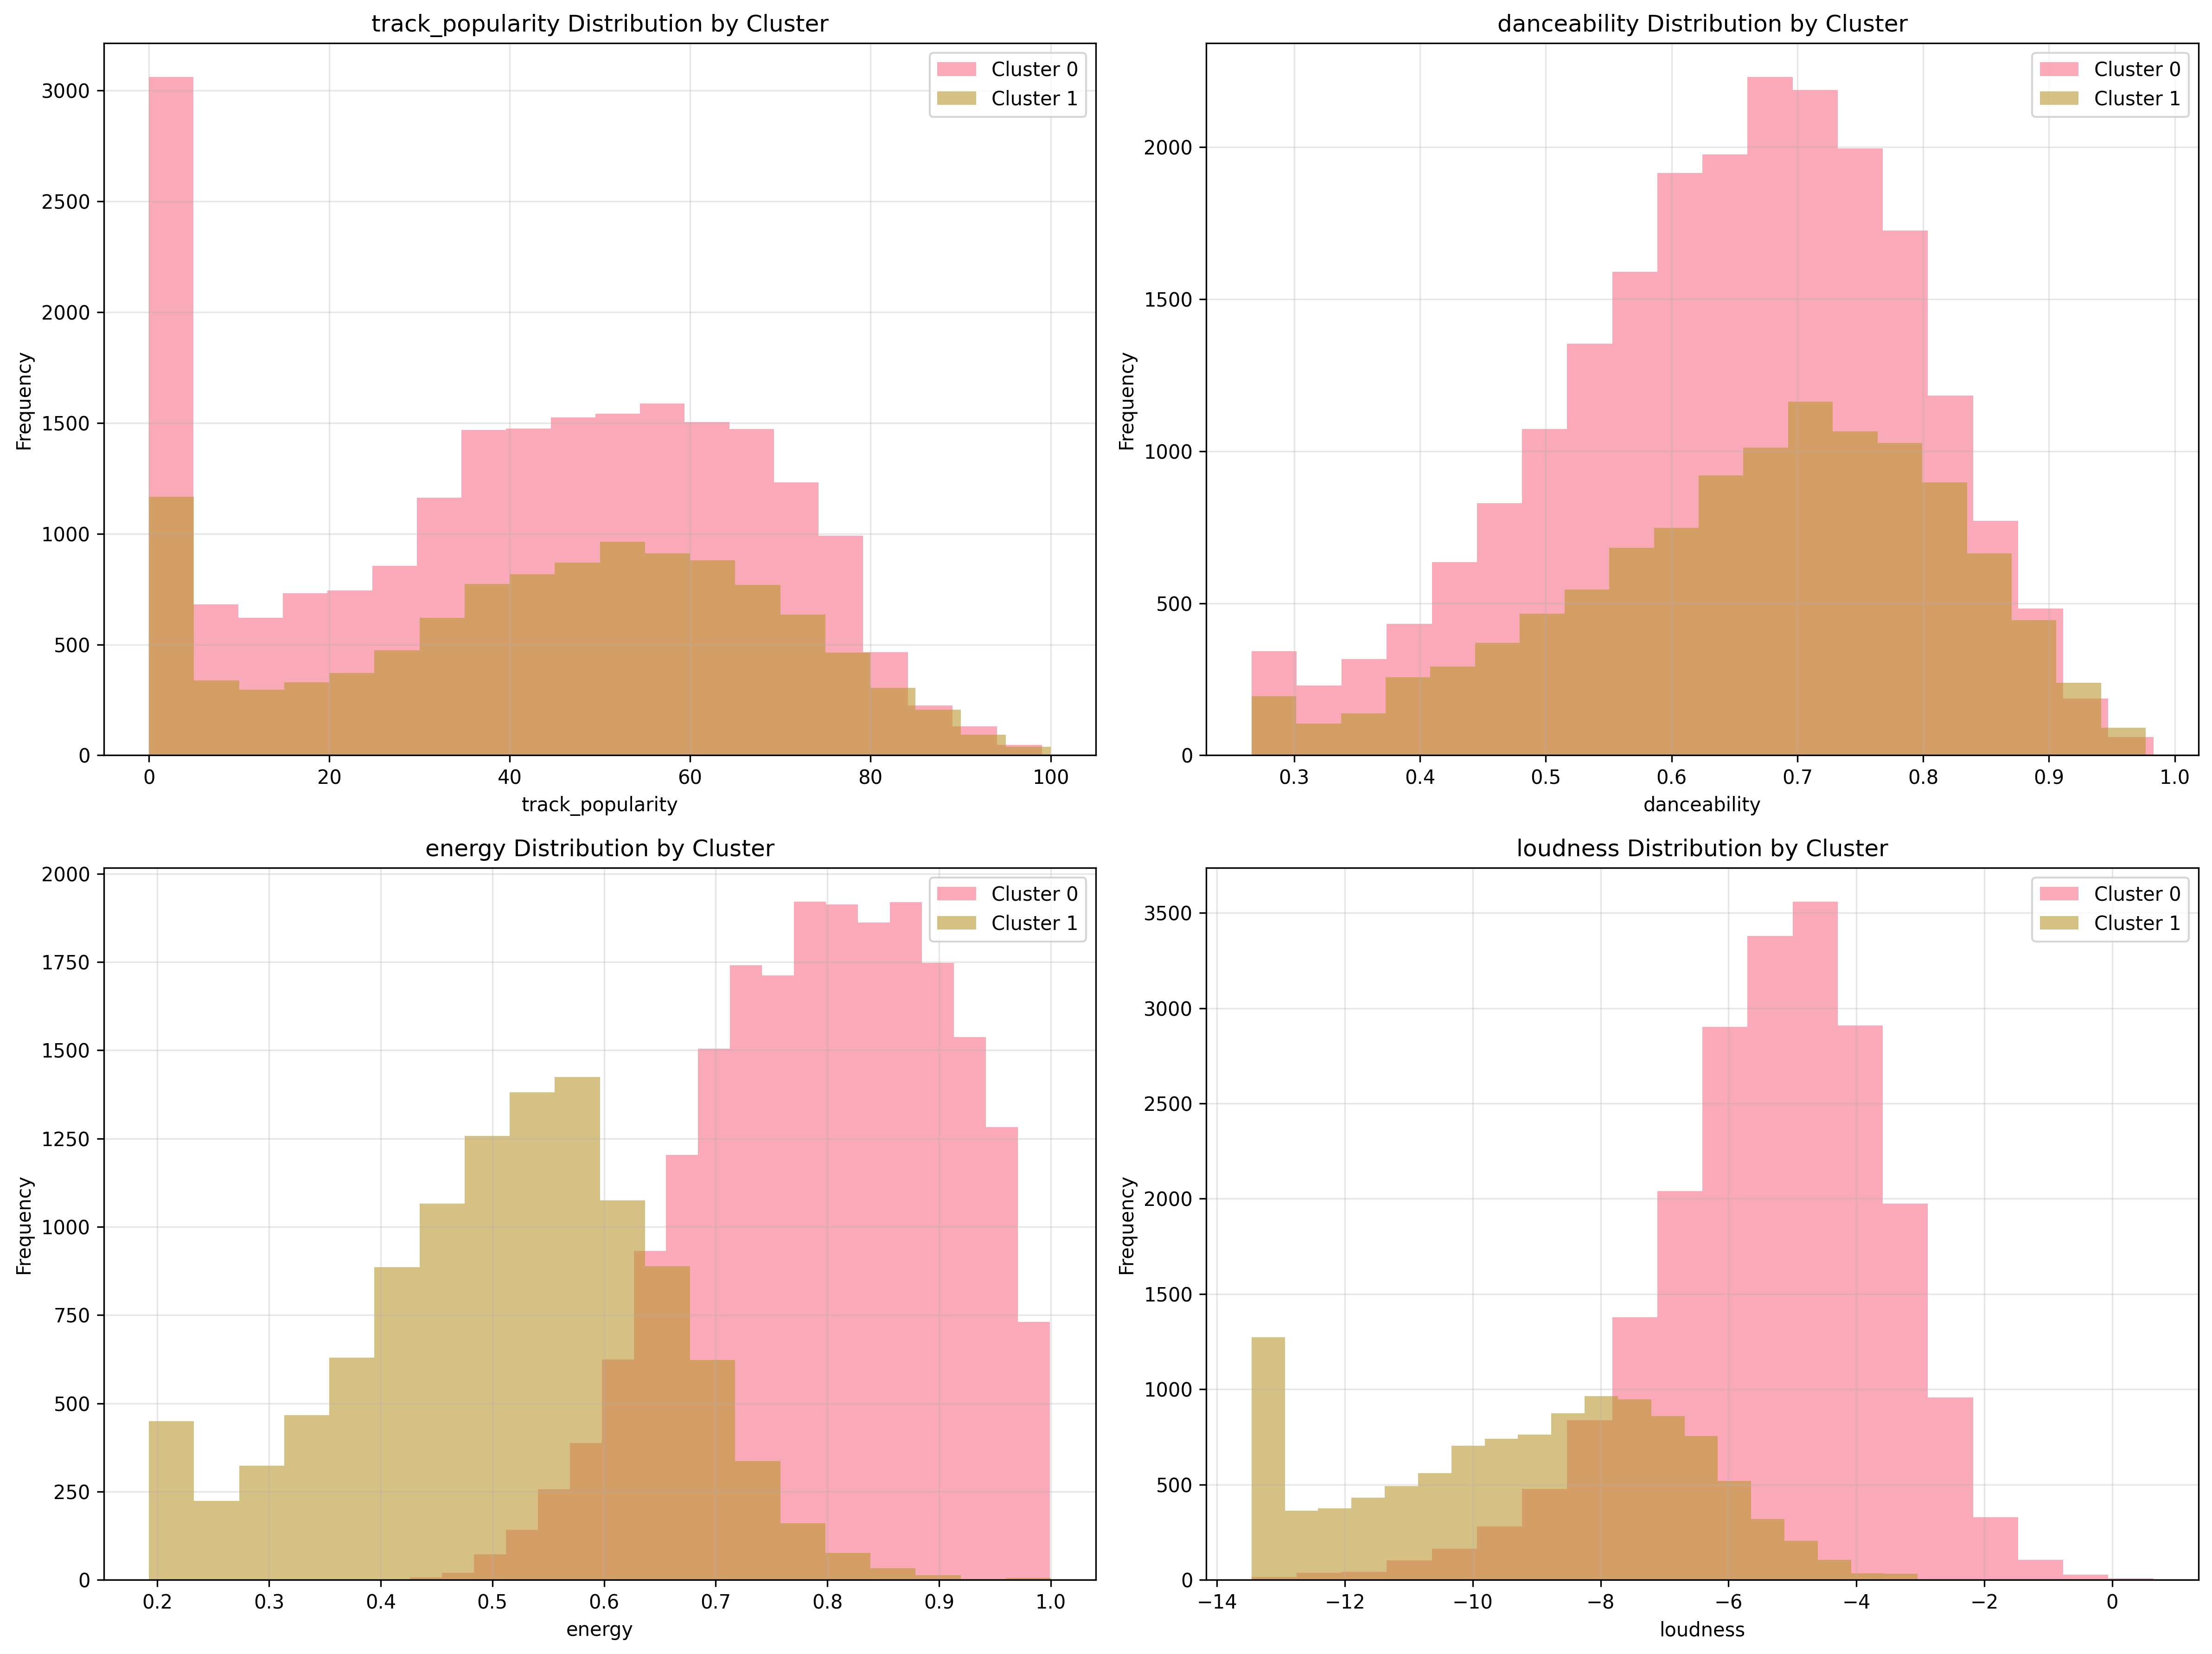 track_popularity Distribution by Cluster
Cluster 0
Cluster 1
Frequency
3000
2500
2000
1500
1000
500
0
0 20 40 60 80 100
track_popularity
danceability Distribution by Cluster
Cluster 0
Cluster 1
Frequency
2000
1500
1000
500
0
0.3 0.4 0.5 0.6 0.7 0.8 0.9 1.0
danceability
energy Distribution by Cluster
Cluster 0
Cluster 1
Frequency
2000
1750
1500
1250
1000
750
500
250
0
0.2 0.3 0.4 0.5 0.6 0.7 0.8 0.9 1.0
energy
loudness Distribution by Cluster
Cluster 0
Cluster 1
Frequency
3500
3000
2500
2000
1500
1000
500
0
−14 −12 −10 −8 −6 −4 −2 0
loudness